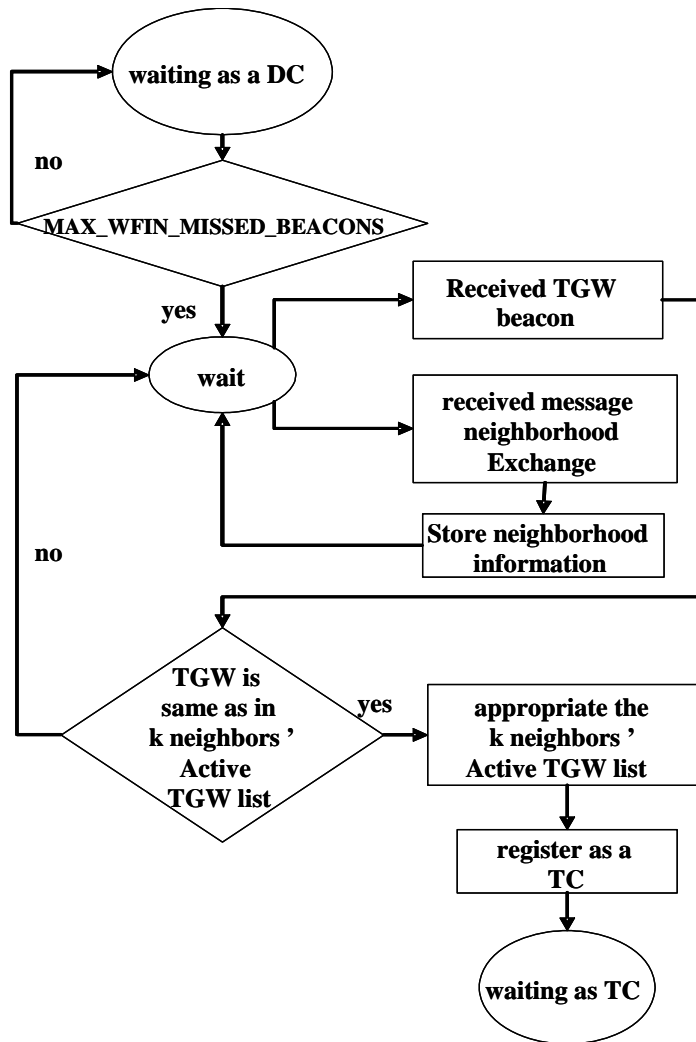 waiting as a DC
no
MAX_WFIN_MISSED_BEACONS
yes
Received TGW
beacon
wait
received message
neighborhood
Exchange
no
Store neighborhood
information
TGW is
same as in
k neighbors ’
Active
TGW list
yes
appropriate the
k neighbors ’
Active TGW list
register as a
TC
waiting as TC